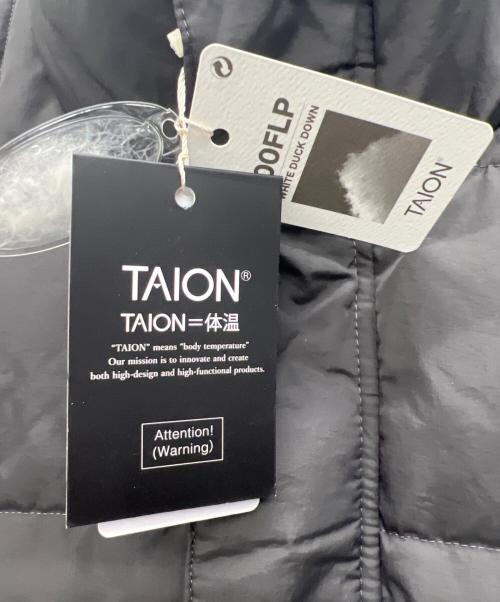 TAION®
TAION=体温
"TAION" means "body temperature"
Our mission is to innovate and create
both high-design and high-functional products.
Attention!
(Warning)
00FLP
WHITE DUCK DOWN
TAION